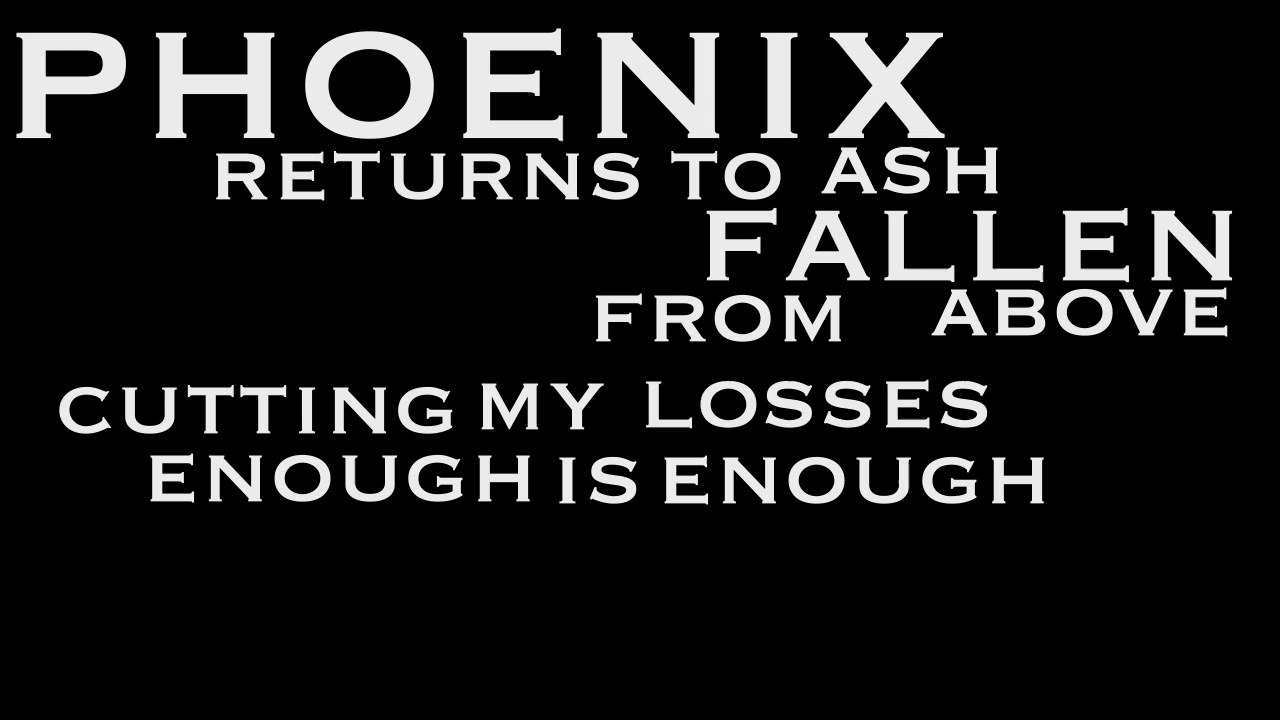 PHOENIX
RETURNS TO ASH
FALLEN
FROM ABOVE
CUTTING MY LOSSES
ENOUGH IS ENOUGH